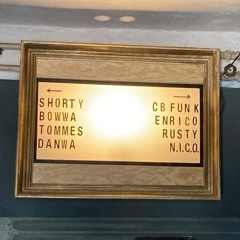 SHORTY
BOWWA
TOMMES
DANWA
CB FUNK
ENRICO
RUSTY
N.I.C.O.